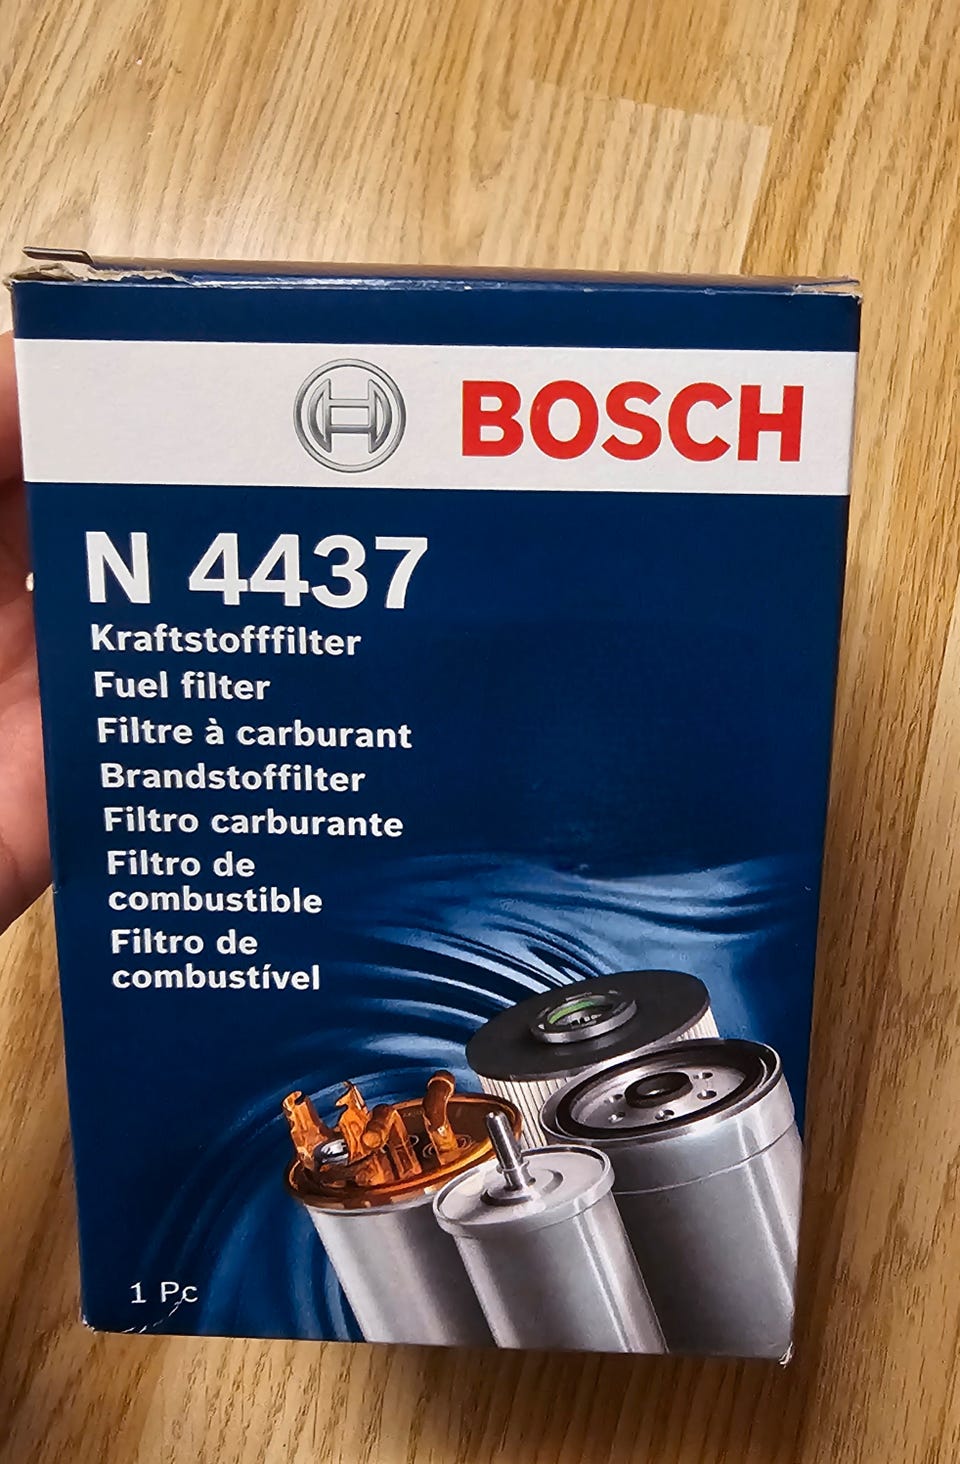 BOSCH
N 4437
Kraftstofffilter
Fuel filter
Filtre à carburant
Brandstoffilter
Filtro carburante
Filtro de
combustible
Filtro de
combustível
1 Pc